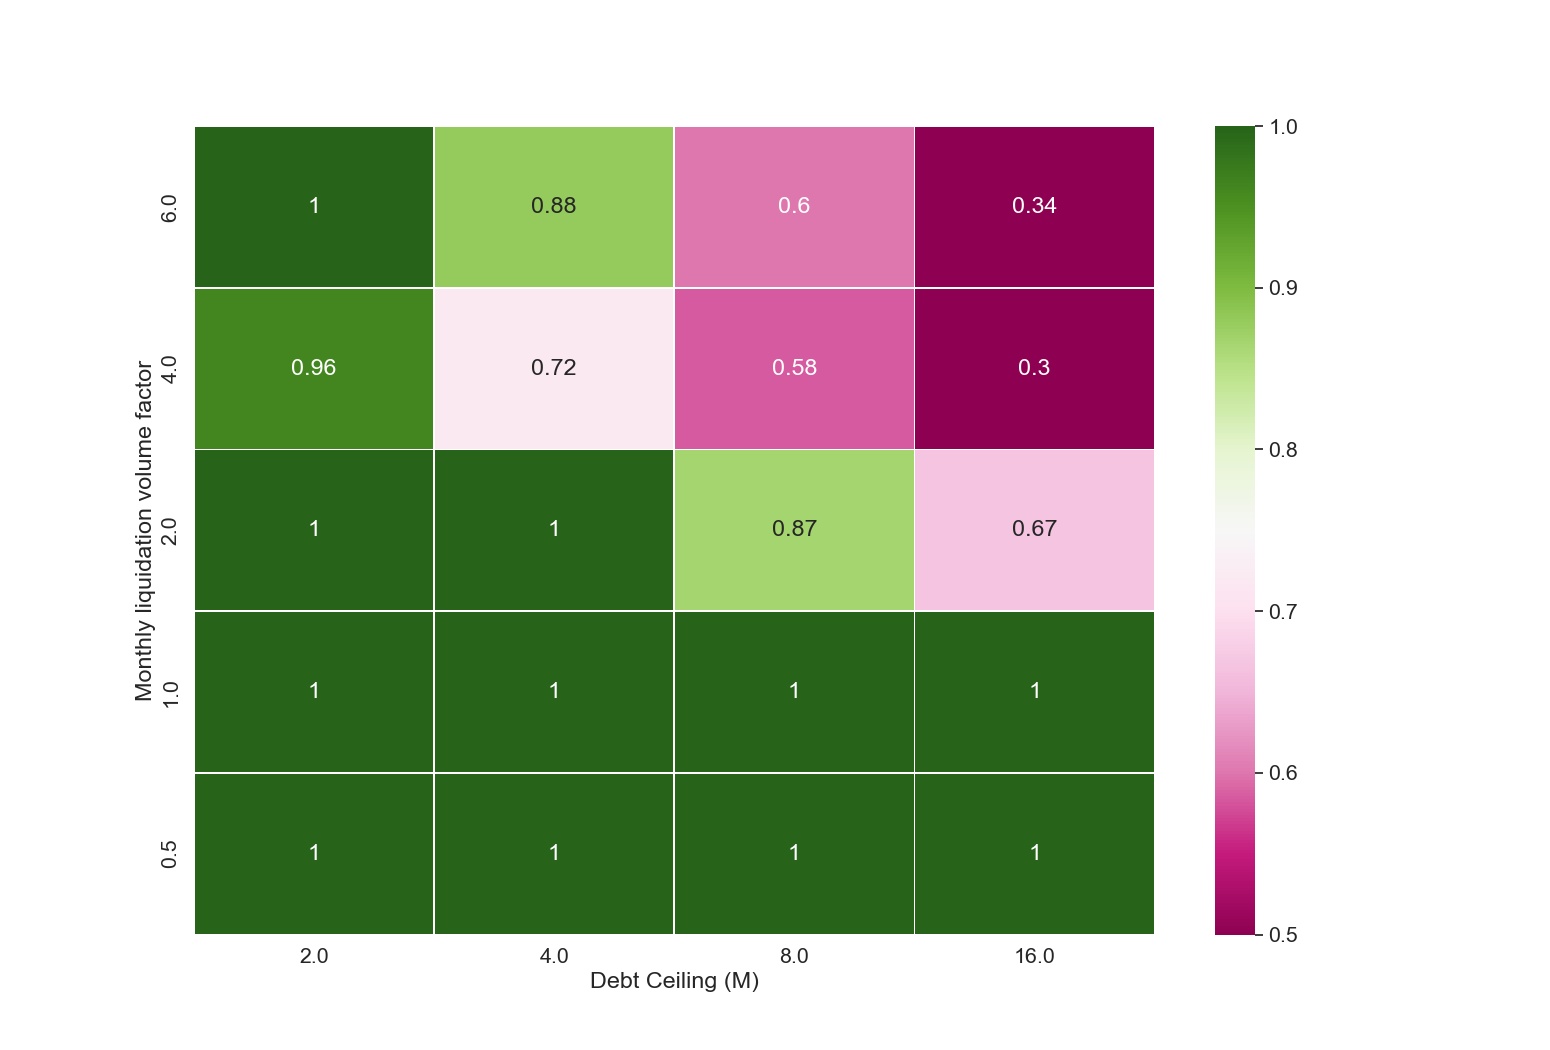 1.0
6.0 1 0.88 0.6 0.34
0.9
4.0 0.96 0.72 0.58 0.3
0.8
Monthly liquidation volume factor
2.0 1 1 0.87 0.67
0.7
1.0 1 1 1 1
0.6
0.5 1 1 1 1
0.5
2.0 4.0 8.0 16.0
Debt Ceiling (M)